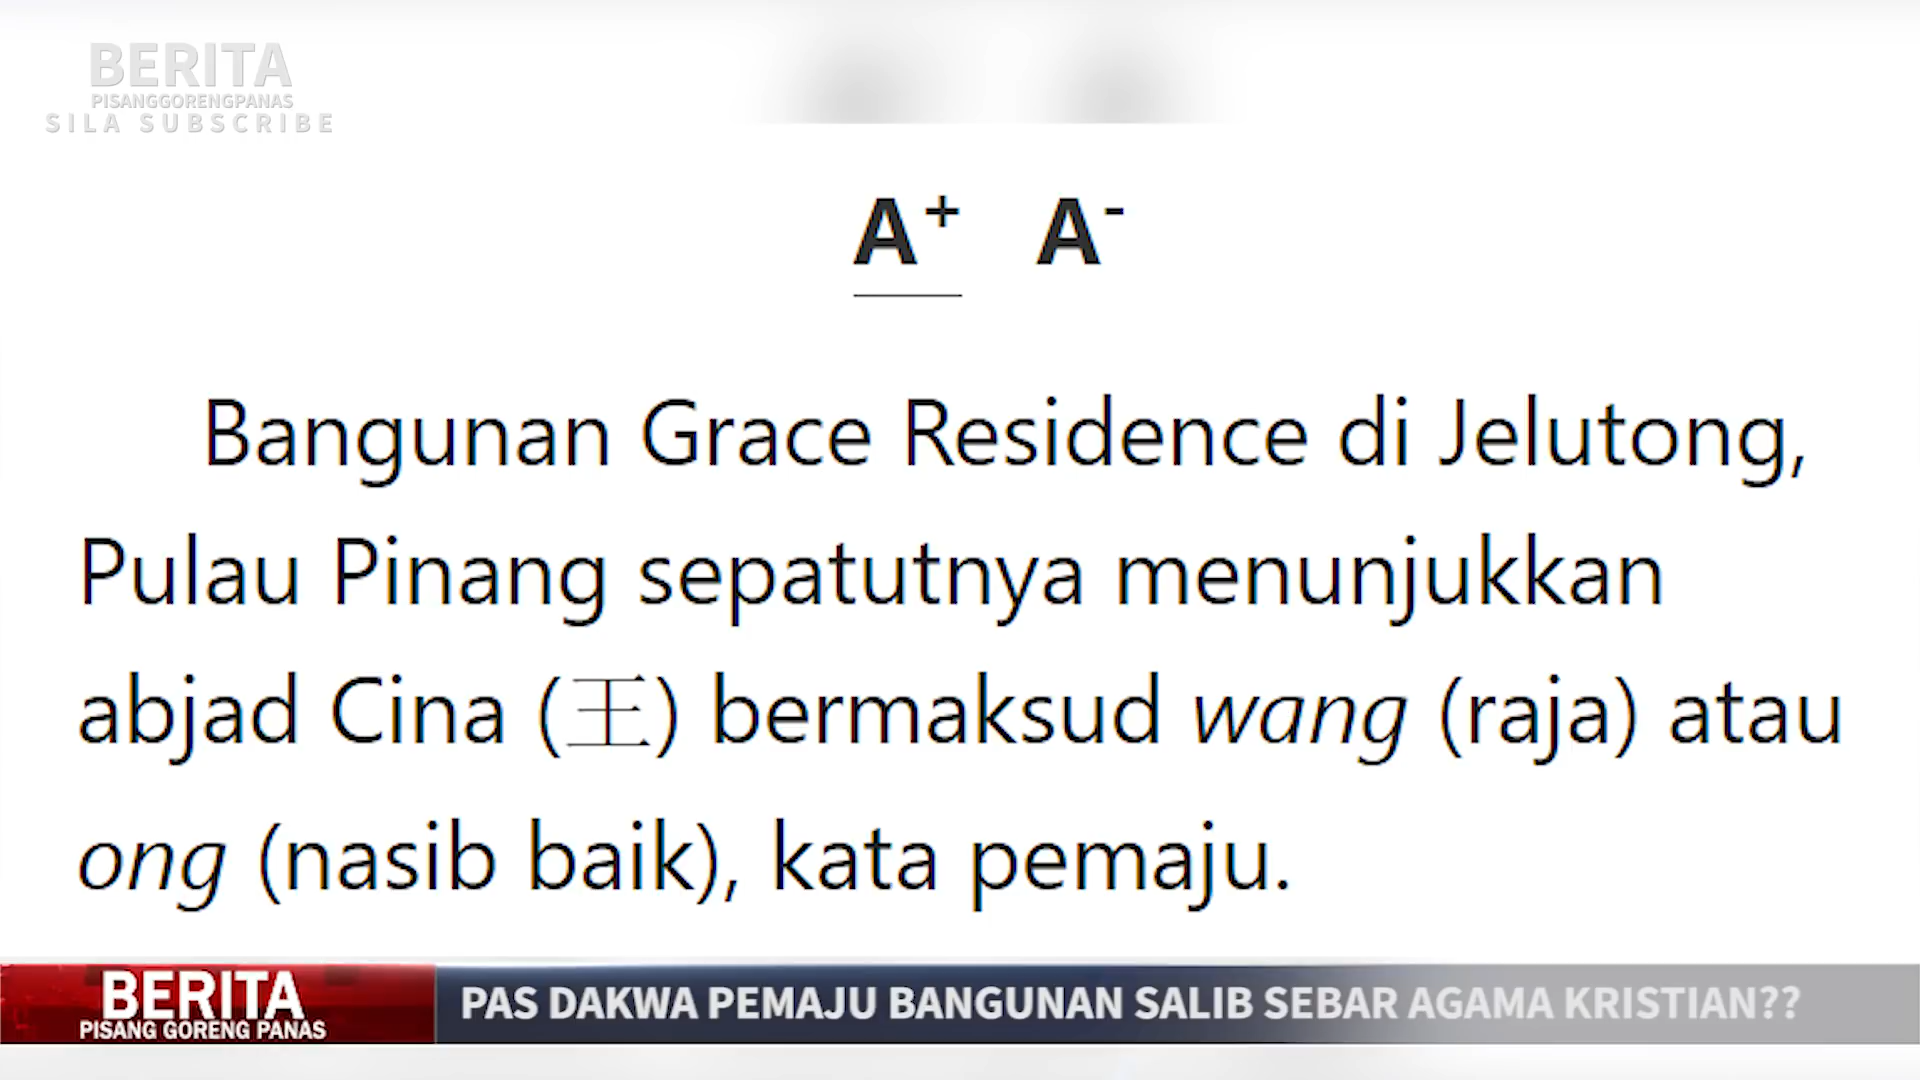 BERITA
PISANGGORENGPANAS
SILA SUBSCRIBE
A+ A-
Bangunan Grace Residence di Jelutong,
Pulau Pinang sepatutnya menunjukkan
abjad Cina (王) bermaksud wang (raja) atau
ong (nasib baik), kata pemaju.
BERITA
PISANG GORENG PANAS
PAS DAKWA PEMAJU BANGUNAN SALIB SEBAR AGAMA KRISTIAN??